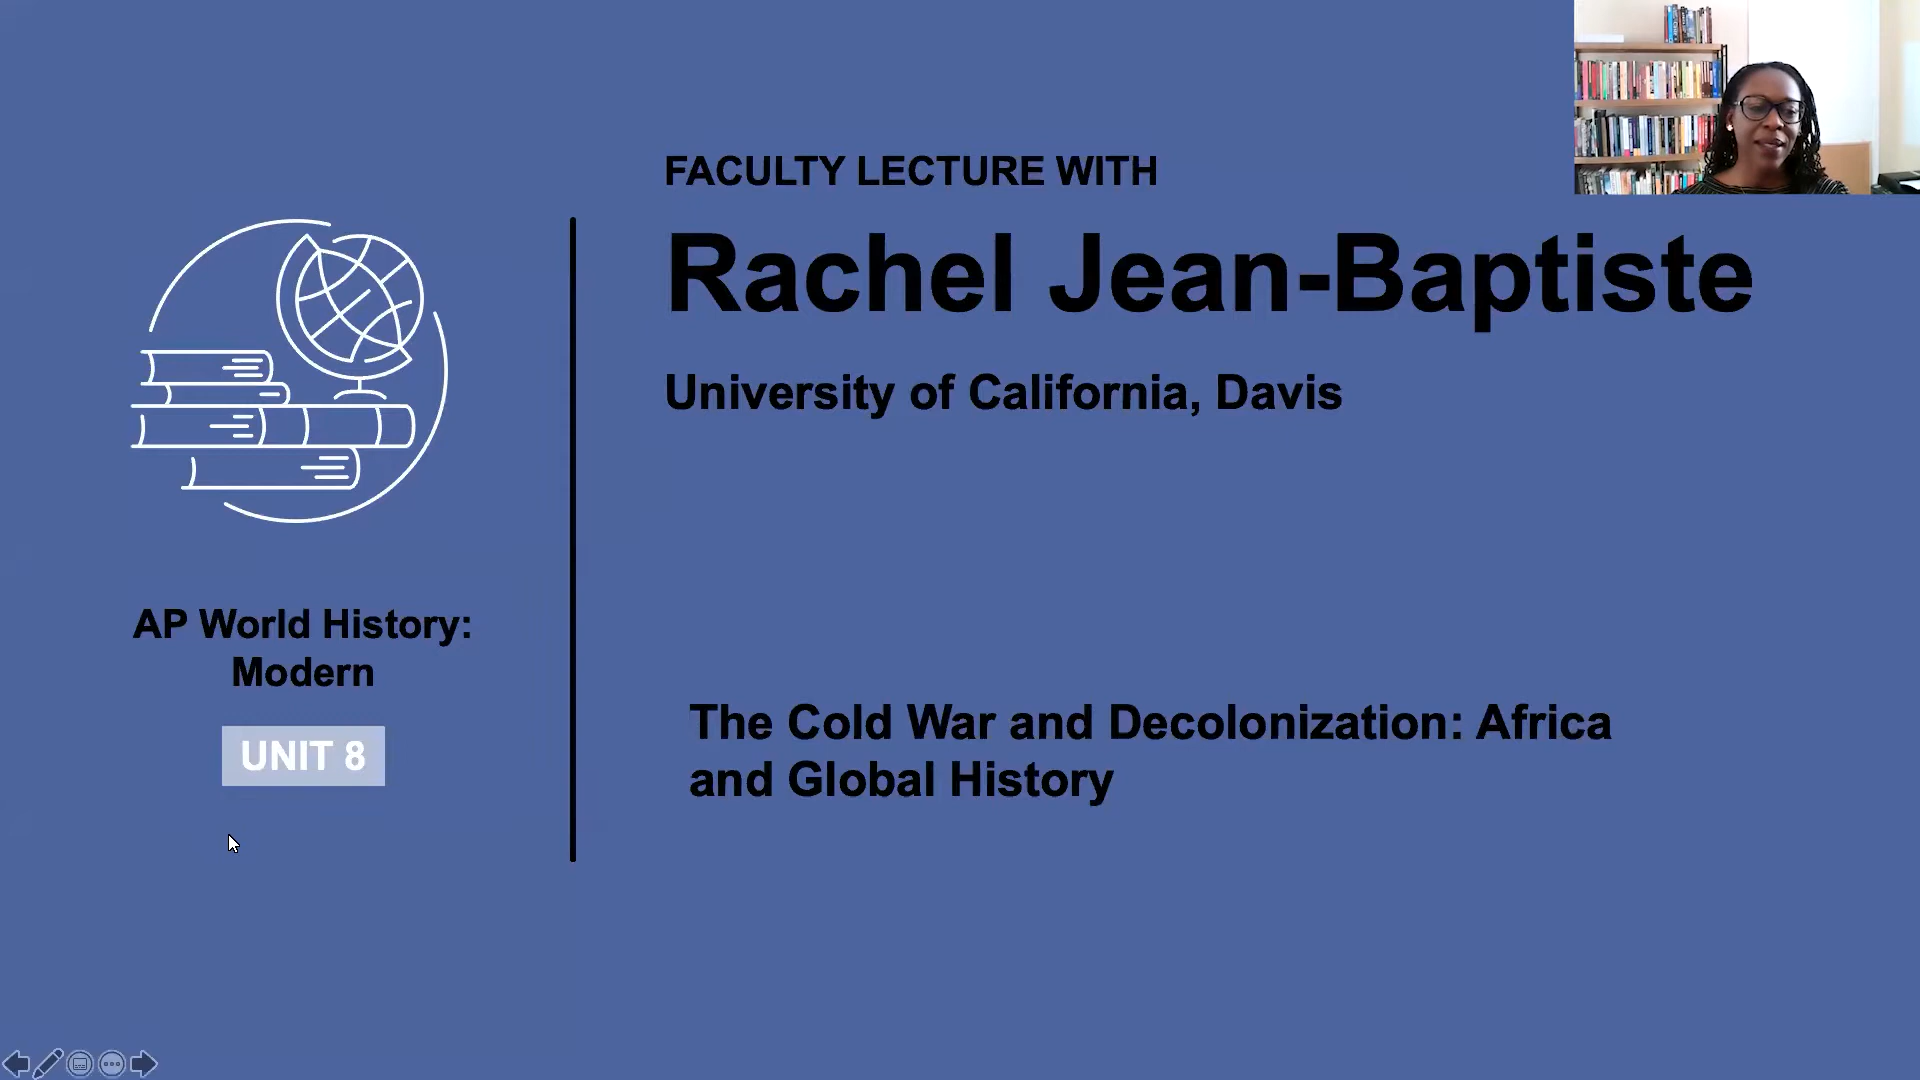 FACULTY LECTURE WITH
Rachel Jean-Baptiste
University of California, Davis
AP World History:
Modern
UNIT 8
The Cold War and Decolonization: Africa
and Global History